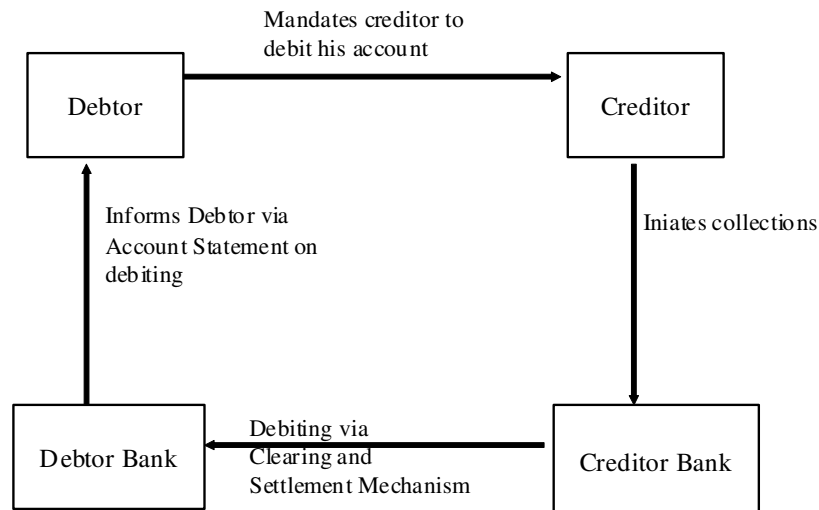 Mandates creditor to
debit his account
Debtor
Creditor
Informs Debtor via
Account Statement on
debiting
Iniates collections
Debtor Bank
Debiting via
Clearing and
Settlement Mechanism
Creditor Bank